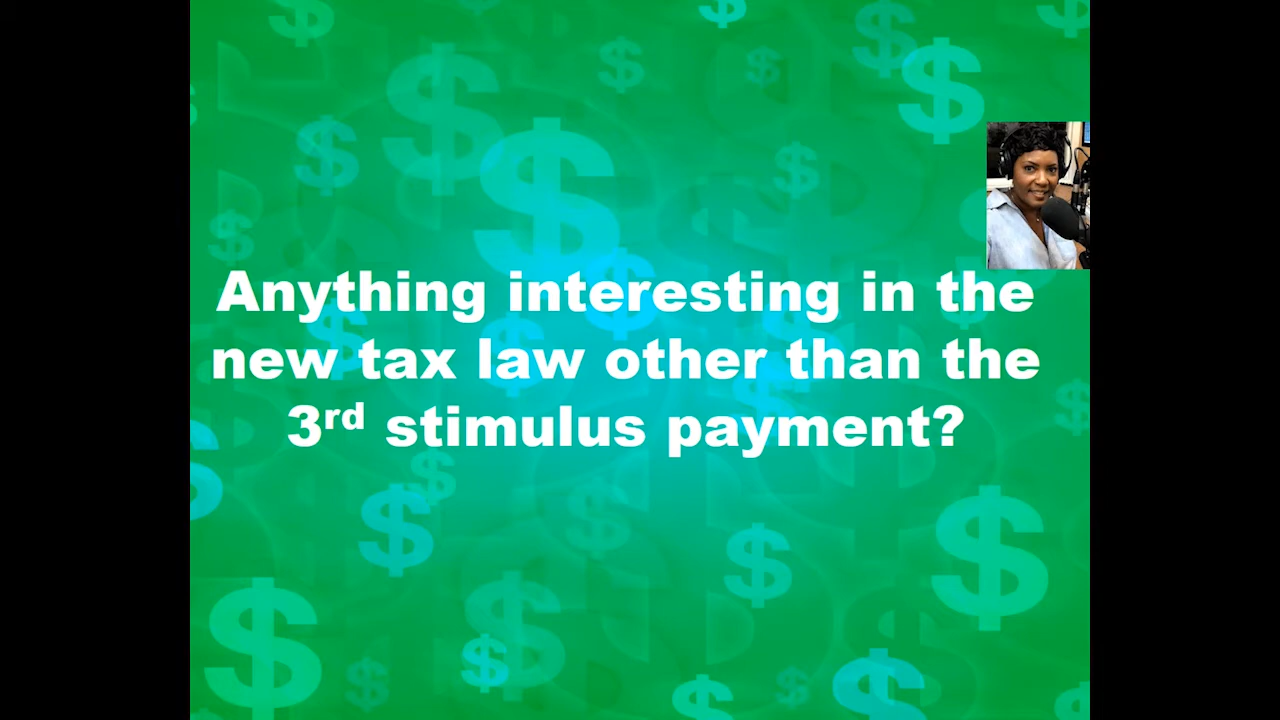 Anything interesting in the
new tax law other than the
3rd stimulus payment?